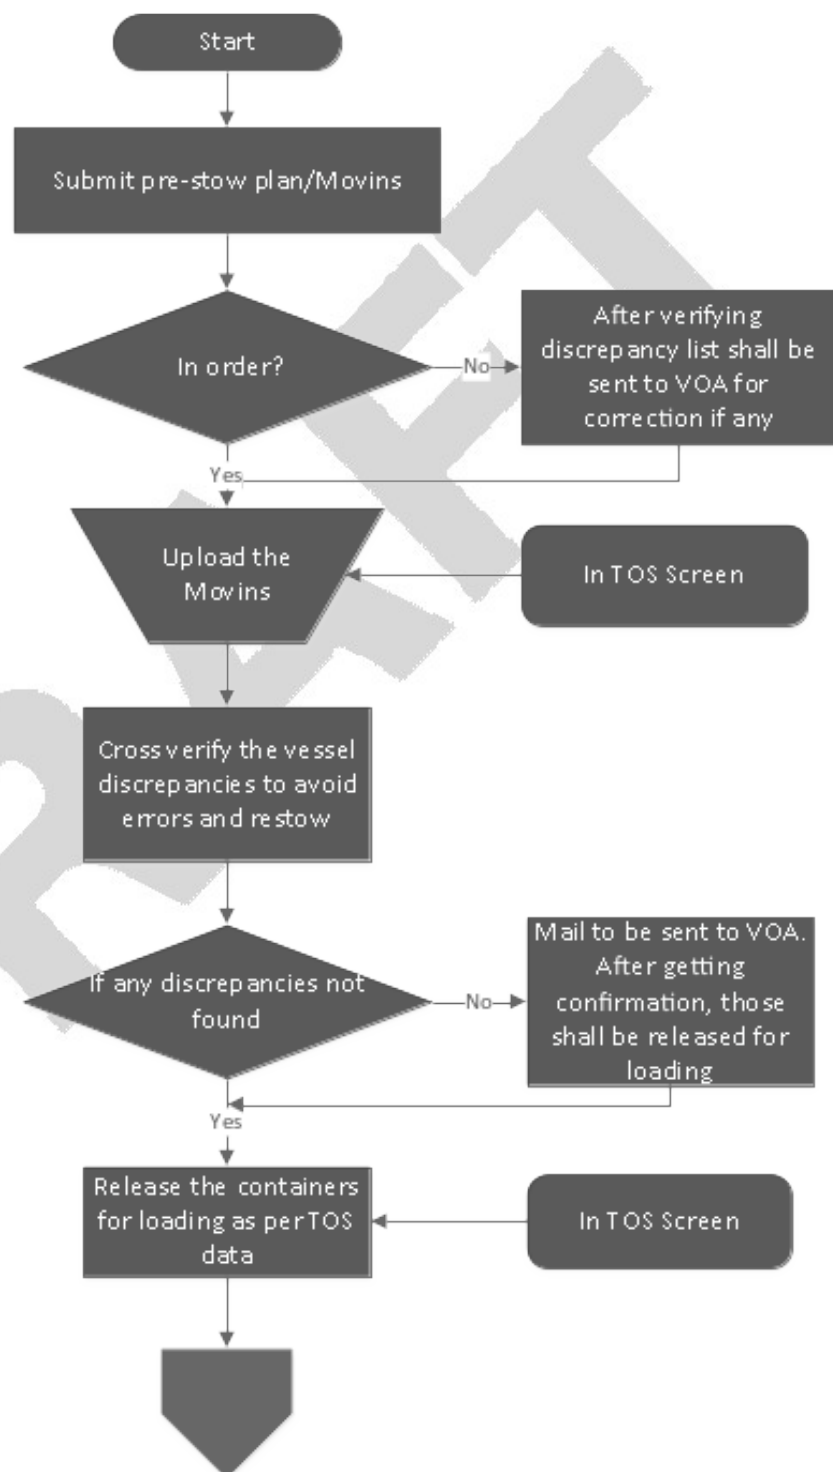 Start
Submit pre-stow plan/Movins
In order?
No
After verifying
discrepancy list shall be
sent to VOA for
correction if any
Yes
Upload the
Movins
In TOS Screen
Cross verify the vessel
discrepancies to avoid
errors and restow
If any discrepancies not
found
No
Mail to be sent to VOA.
After getting
confirmation, those
shall be released for
loading
Yes
Release the containers
for loading as per TOS
data
In TOS Screen